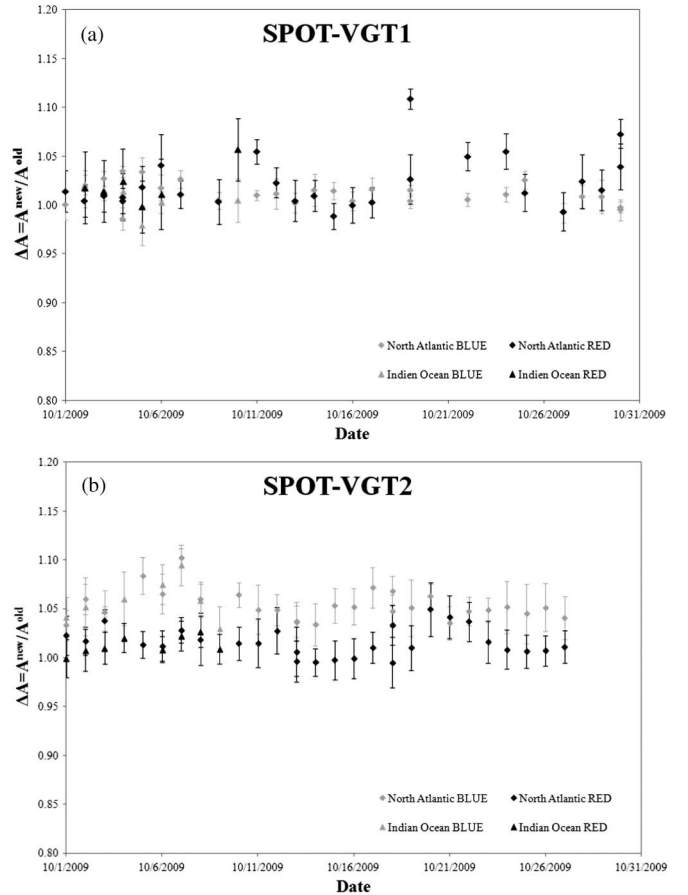 (a)
SPOT-VGT1
ΔA=A^new/A^old
1.20
1.15
1.10
1.05
1.00
0.95
0.90
0.85
0.80
North Atlantic BLUE North Atlantic RED
Indien Ocean BLUE Indien Ocean RED
10/1/2009 10/6/2009 10/11/2009 10/16/2009 10/21/2009 10/26/2009 10/31/2009
Date
(b)
SPOT-VGT2
ΔA=A^new/A^old
1.20
1.15
1.10
1.05
1.00
0.95
0.90
0.85
0.80
North Atlantic BLUE North Atlantic RED
Indian Ocean BLUE Indian Ocean RED
10/1/2009 10/6/2009 10/11/2009 10/16/2009 10/21/2009 10/26/2009 10/31/2009
Date